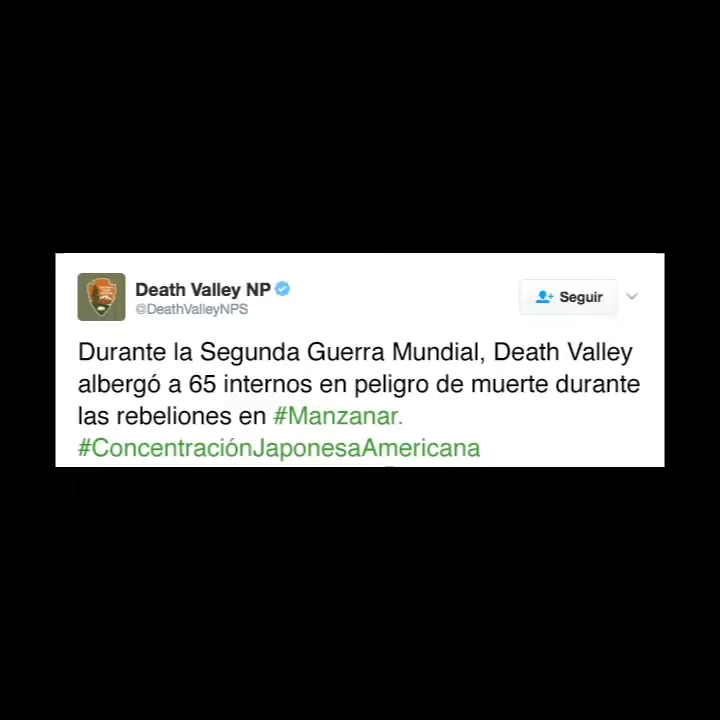 Death Valley NP
@DeathValleyNPS
Seguir
Durante la Segunda Guerra Mundial, Death Valley
albergó a 65 internos en peligro de muerte durante
las rebeliones en #Manzanar.
#ConcentraciónJaponesaAmericana